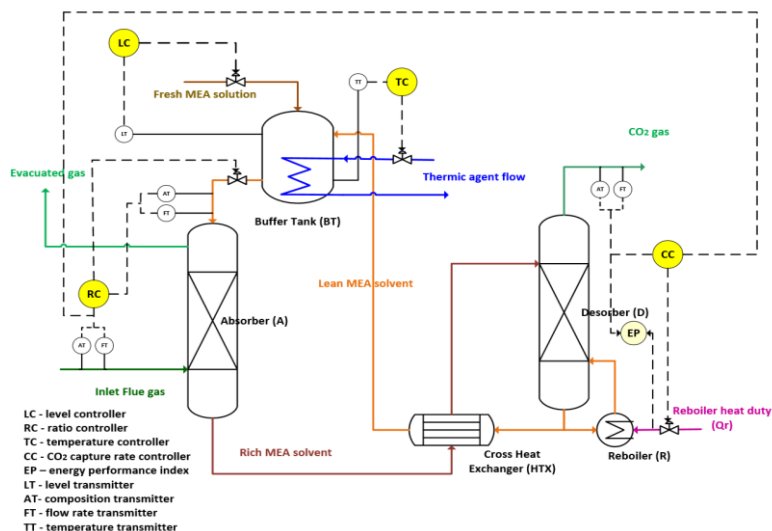 LC
TC
TT
Fresh MEA solution
CO₂ gas
LT
Evacuated gas
AT
FT
Thermic agent flow
AT
FT
Buffer Tank (BT)
Lean MEA solvent
CC
RC
Absorber (A)
Desorber (D)
EP
AT
FT
Inlet Flue gas
Reboiler heat duty
(Qr)
LC - level controller
RC - ratio controller
TC - temperature controller
CC - CO₂ capture rate controller
EP – energy performance index
LT - level transmitter
AT- composition transmitter
FT - flow rate transmitter
TT - temperature transmitter
Rich MEA solvent
Cross Heat
Exchanger (HTX)
Reboiler (R)